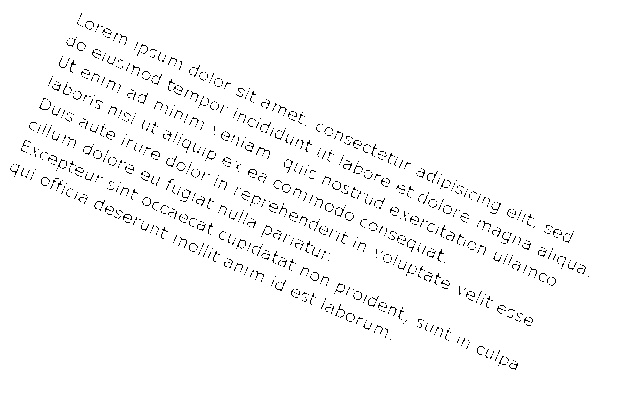 Lorem ipsum dolor sit amet, consectetur adipisicing elit, sed
do eiusmod tempor incididunt ut labore et dolore magna aliqua.
Ut enim ad minim veniam, quis nostrud exercitation ullamco
laboris nisi ut aliquip ex ea commodo consequat.
Duis aute irure dolor in reprehenderit in voluptate velit esse
cillum dolore eu fugiat nulla pariatur.
Excepteur sint occaecat cupidatat non proident, sunt in culpa
qui officia deserunt mollit anim id est laborum.